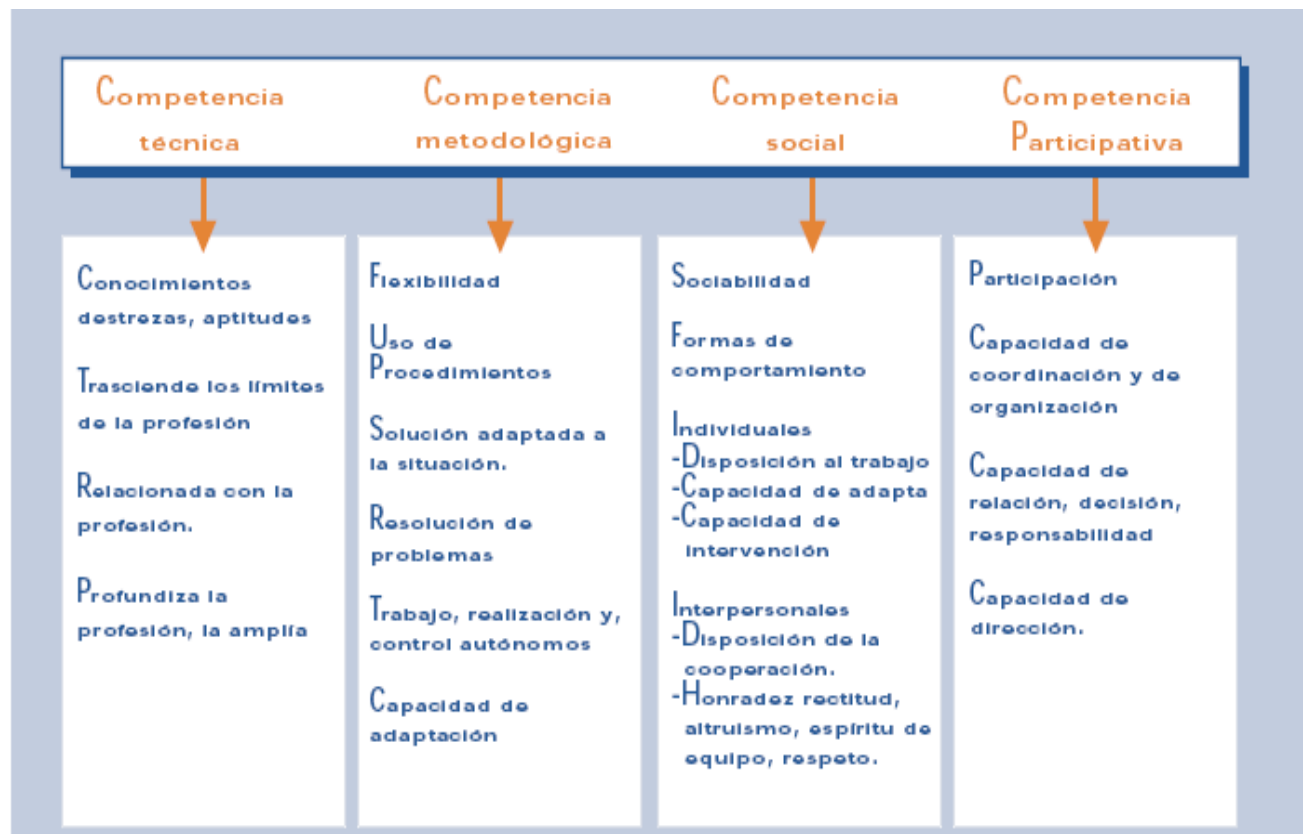 Competencia
técnica
Competencia
metodológica
Competencia
social
Competencia
Participativa
Conocimientos
destrezas, aptitudes
Trasciende los límites
de la profesión
Relacionada con la
profesión.
Profundiza la
profesión, la amplía
Flexibilidad
Uso de
Procedimientos
Solución adaptada a
la situación.
Resolución de
problemas
Trabajo, realización y,
control autónomos
Capacidad de
adaptación
Sociabilidad
Formas de
comportamiento
Individuales
-Disposición al trabajo
-Capacidad de adapta
-Capacidad de
intervención
Interpersonales
-Disposición de la
cooperación.
-Honradez rectitud,
altruismo, espíritu de
equipo, respeto.
Participación
Capacidad de
coordinación y de
organización
Capacidad de
relación, decisión,
responsabilidad
Capacidad de
dirección.